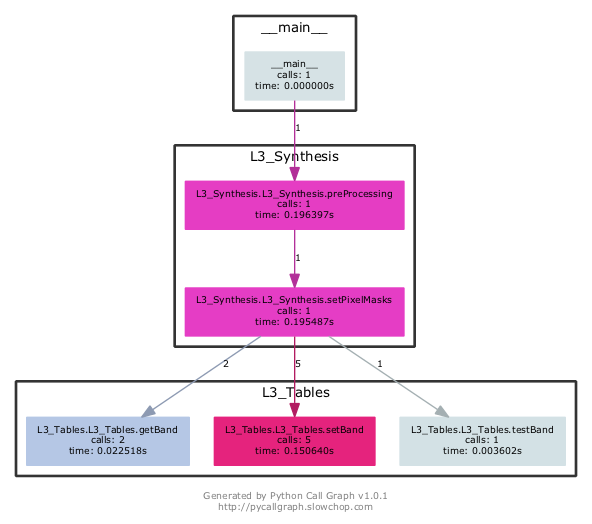 __main__
__main__
calls: 1
time: 0.000000s
1
L3_Synthesis
L3_Synthesis.L3_Synthesis.preProcessing
calls: 1
time: 0.196397s
1
L3_Synthesis.L3_Synthesis.setPixelMasks
calls: 1
time: 0.195487s
2
5
1
L3_Tables
L3_Tables.L3_Tables.getBand
calls: 2
time: 0.022518s
L3_Tables.L3_Tables.setBand
calls: 5
time: 0.150640s
L3_Tables.L3_Tables.testBand
calls: 1
time: 0.003602s
Generated by Python Call Graph v1.0.1
http://pycallgraph.slowchop.com